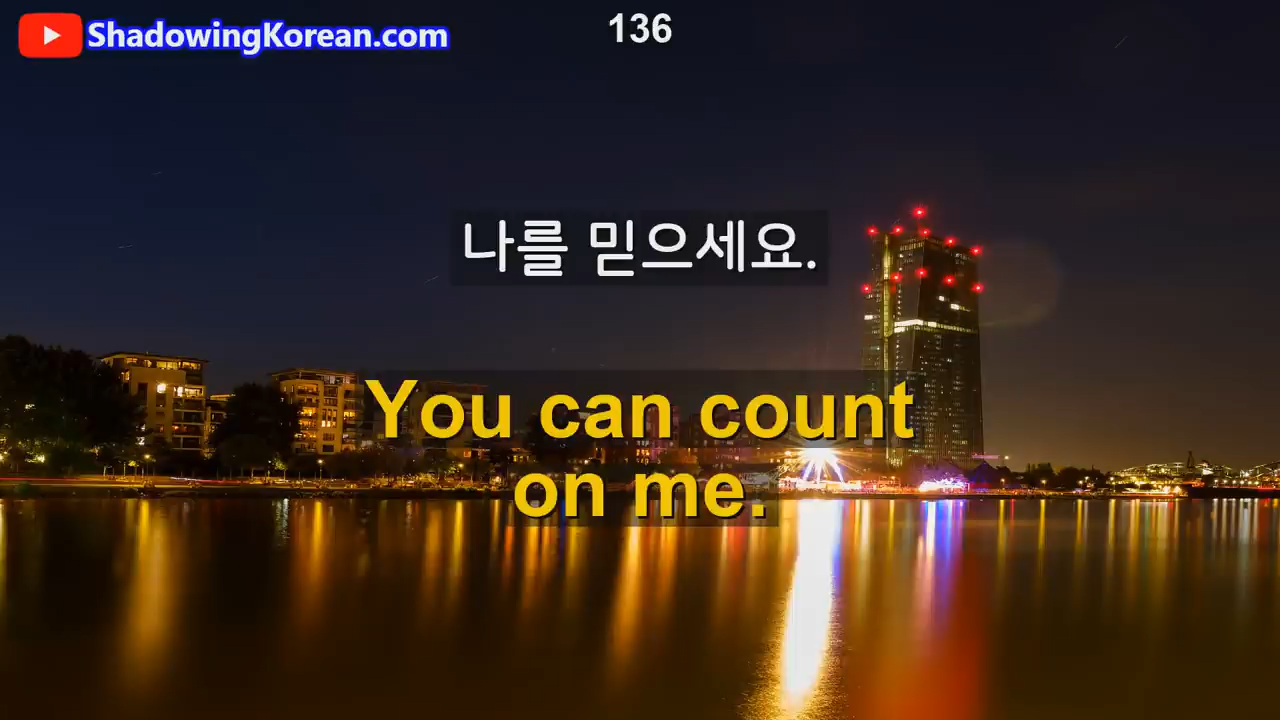 ShadowingKorean.com
136
나를 믿으세요.
You can count
on me.